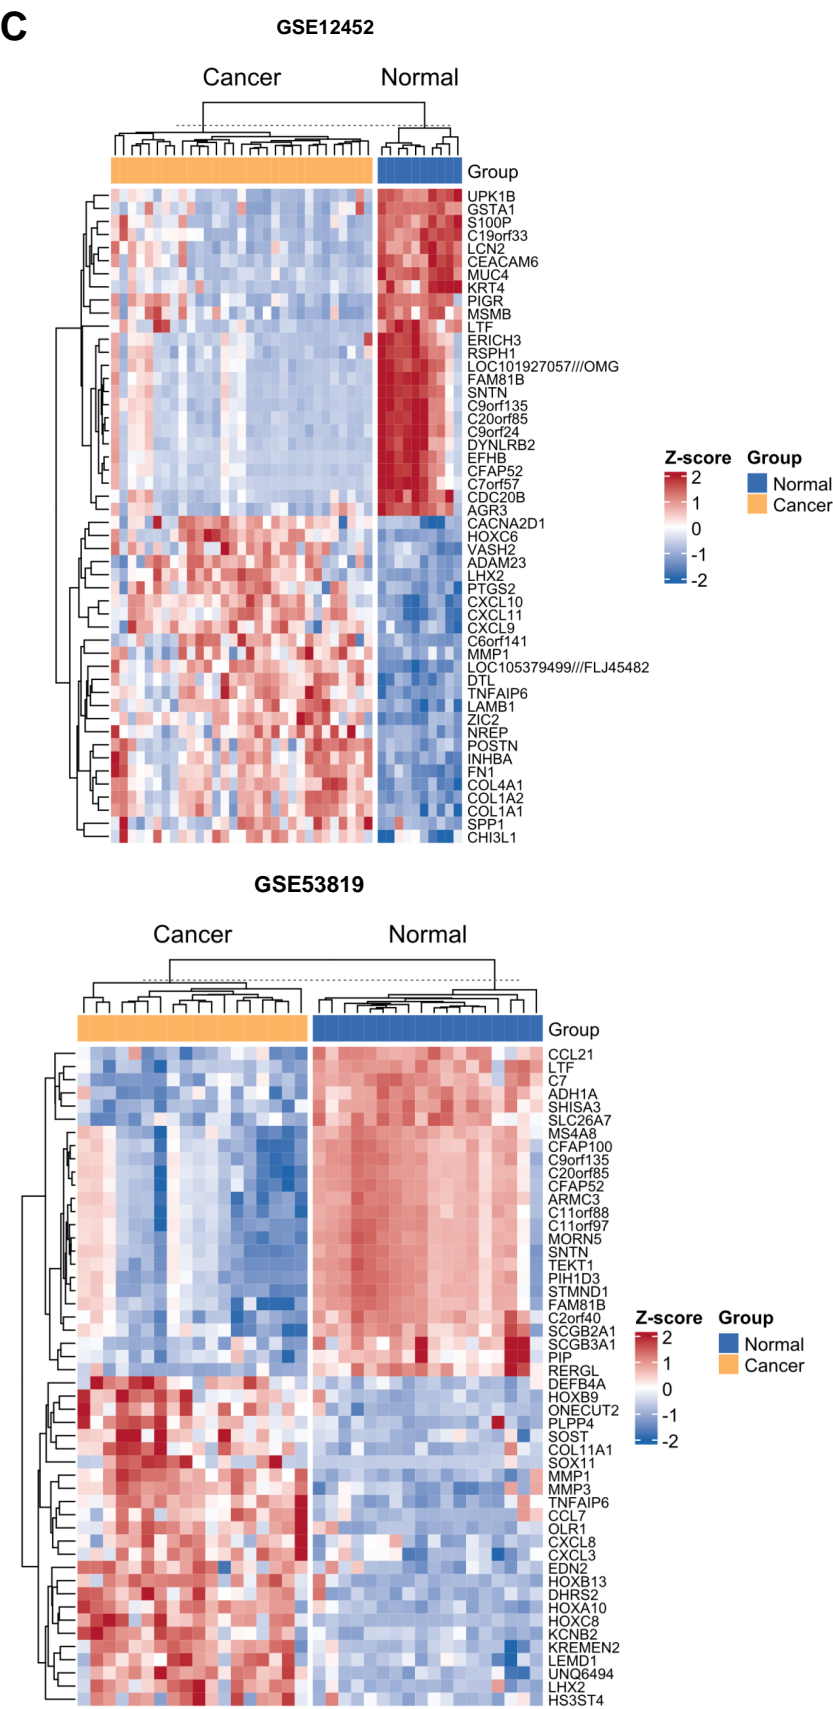 C
GSE12452
Cancer
Normal
Group
UPK1B
GSTA1
S100P
C19orf33
LCN2
CEACAM6
MUC4
KRT4
PIGR
MSMB
LTF
ERICH3
RSPH1
LOC101927057///OMG
FAM81B
SNTN
C9orf135
C20orf85
C9orf24
DYNLRB2
EFHB
CFAP52
C7orf57
CDC20B
AGR3
CACNA2D1
HOXC6
VASH2
ADAM23
LHX2
PTGS2
CXCL10
CXCL11
CXCL9
C6orf141
MMP1
LOC105379499///FLJ45482
DTL
TNFAIP6
LAMB1
ZIC2
NREP
POSTN
INHBA
FN1
COL4A1
COL1A2
COL1A1
SPP1
CHI3L1
Z-score
2
1
0
-1
-2
Group
Normal
Cancer
GSE53819
Cancer
Normal
Group
CCL21
LTF
C7
ADH1A
SHISA3
SLC26A7
MS4A8
CFAP100
C9orf135
C20orf85
CFAP52
ARMC3
C11orf88
C11orf97
MORN5
SNTN
TEKT1
PIH1D3
STMND1
FAM81B
C2orf40
SCGB2A1
SCGB3A1
PIP
RERGL
DEFB4A
HOXB9
ONECUT2
PLPP4
SOST
COL11A1
SOX11
MMP1
MMP3
TNFAIP6
CCL7
OLR1
CXCL8
CXCL3
EDN2
HOXB13
DHRS2
HOXA10
HOXC8
KCNB2
KREMEN2
LEMD1
UNQ6494
LHX2
HS3ST4
Z-score
2
1
0
-1
-2
Group
Normal
Cancer